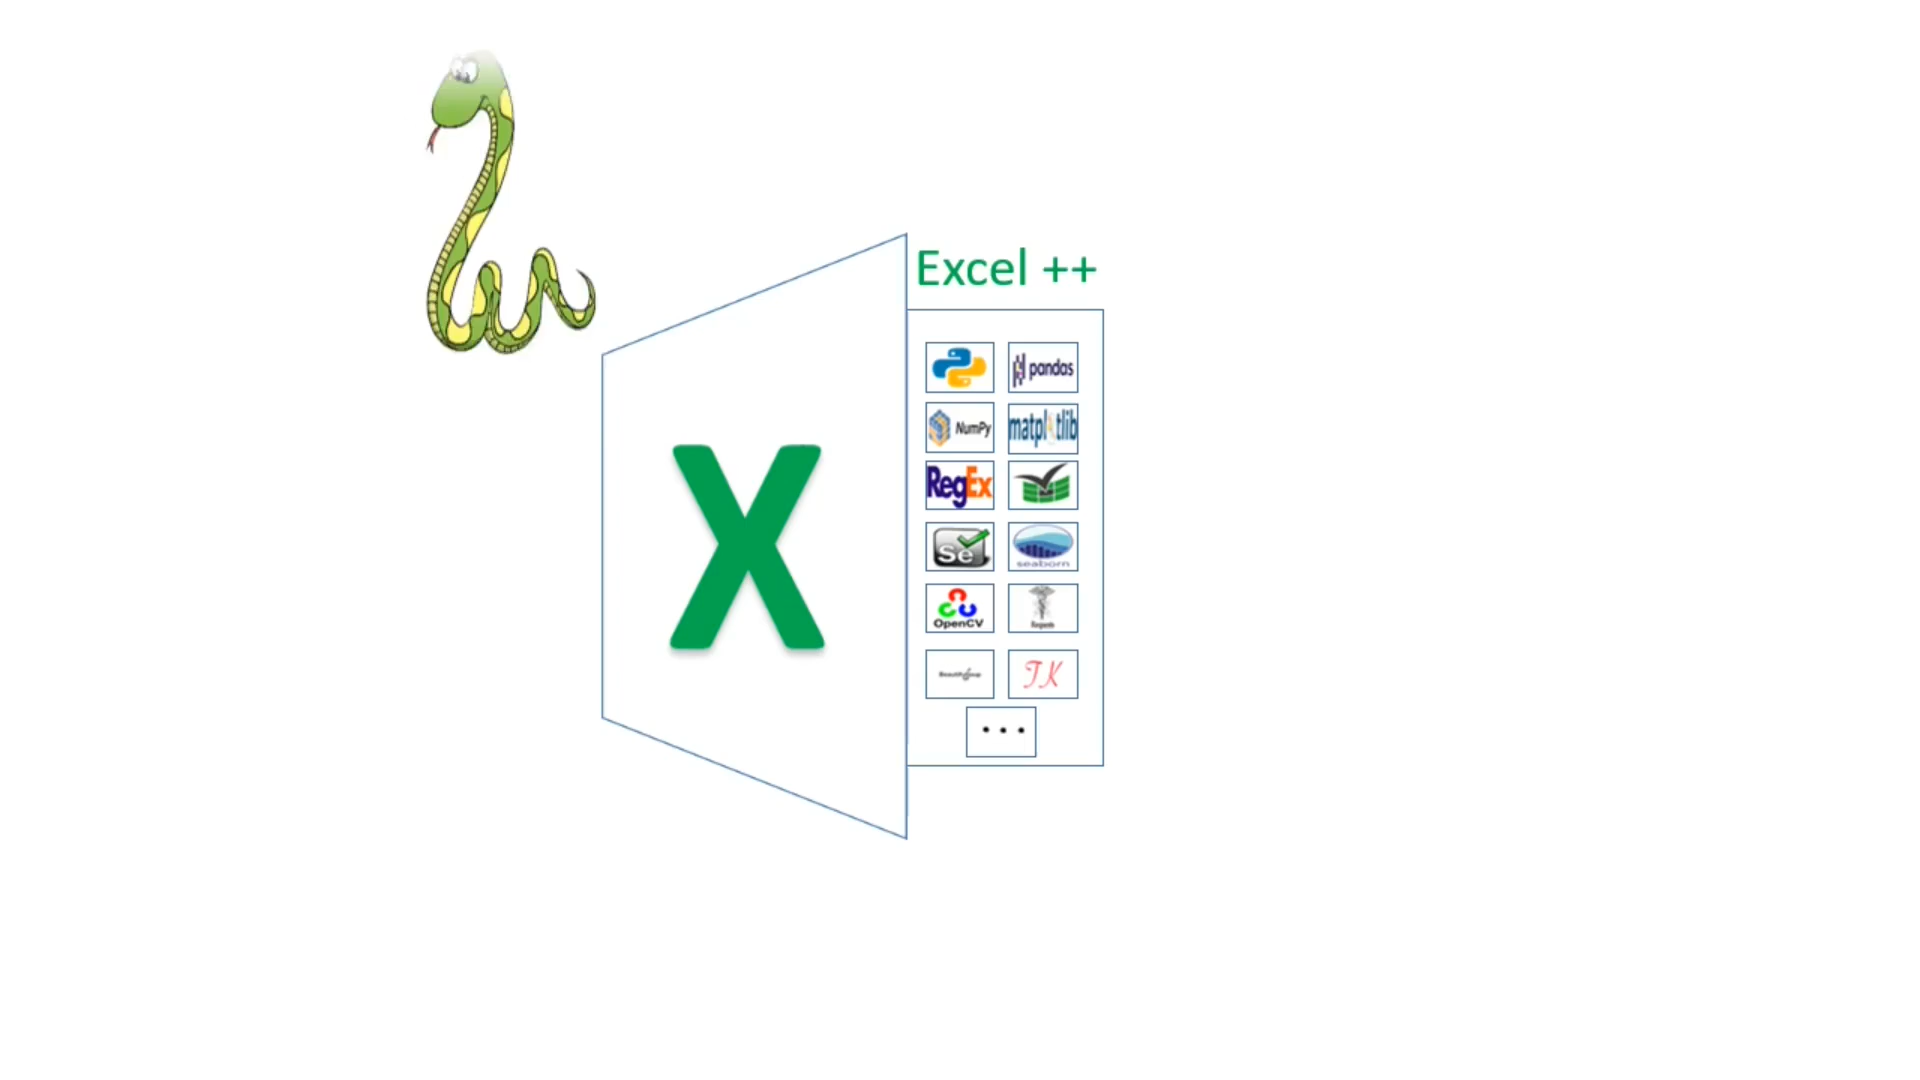 Excel ++
X
pandas
NumPy
matplotlib
RegEx
Se
seaborn
OpenCV
TK
...